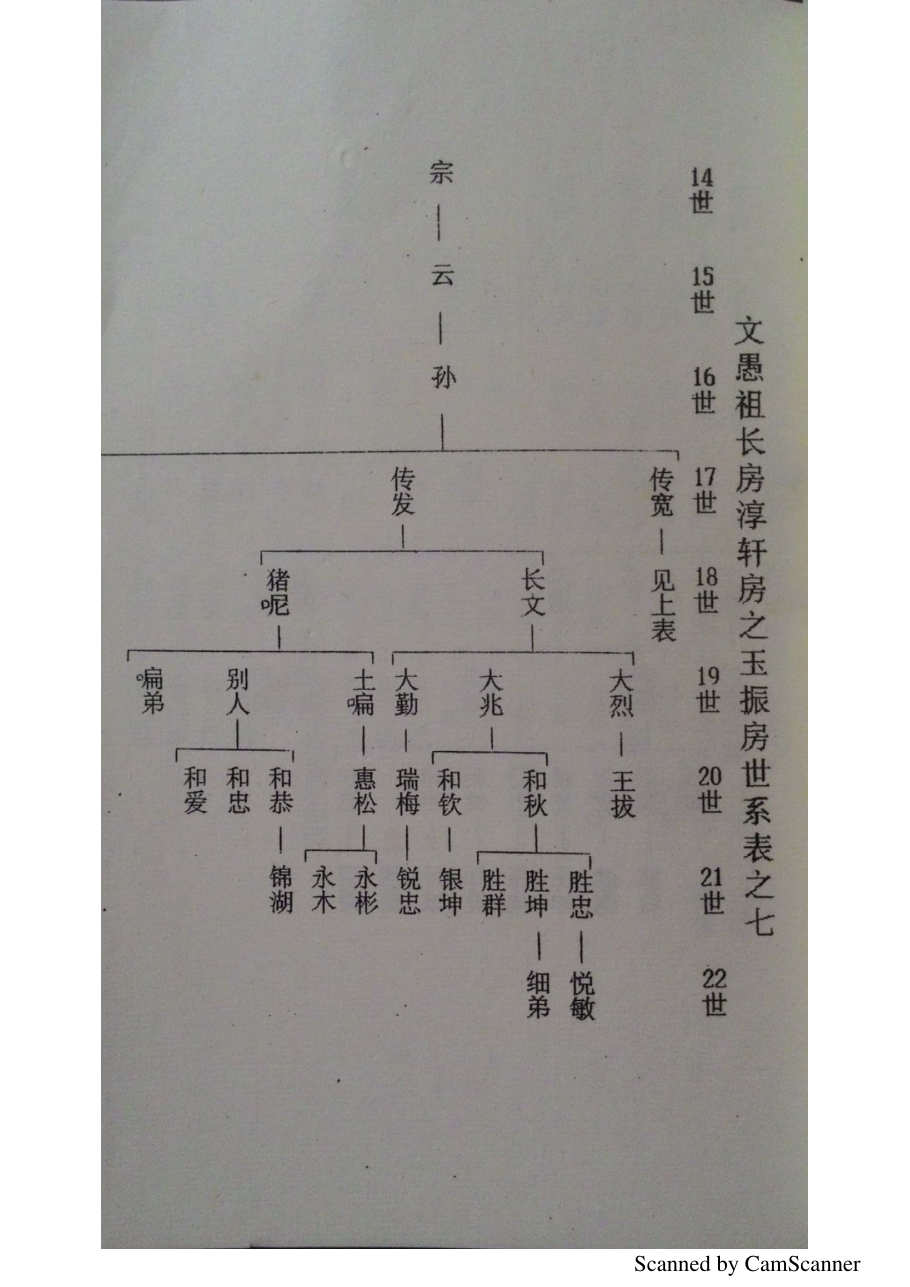 文愚祖长房淳轩房之玉振房世系表之七
14世
15世
16世
17世
18世
19世
20世
21世
22世
宗
云
孙
传宽
传发
见上表
长文
猪呢
大烈
大兆
大勤
土㖞
别人
㖞弟
王拔
和秋
和钦
瑞梅
惠松
和恭
和忠
和爱
胜忠
胜坤
胜群
银坤
锐忠
永彬
永木
锦湖
悦敏
细弟
Scanned by CamScanner